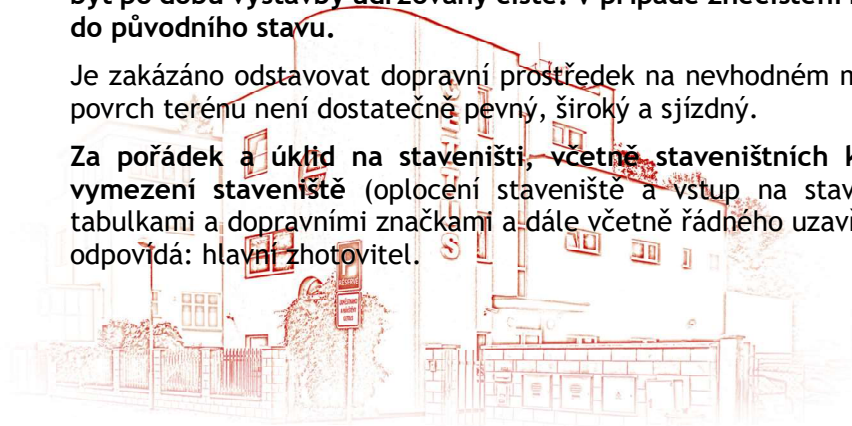 do původního stavu.
Je zakázáno odstavovat dopravní prostředek na nevhodném
povrch terénu není dostatečně pevný, široký a sjízdný.
Za pořádek a úklid na staveništi, včetně staveništních
vymezení staveniště (oplocení staveniště a vstup na stav
tabulkami a dopravními značkami a dále včetně řádného uzav
odpovídá: hlavní zhotovitel.
RÉSERVÉ